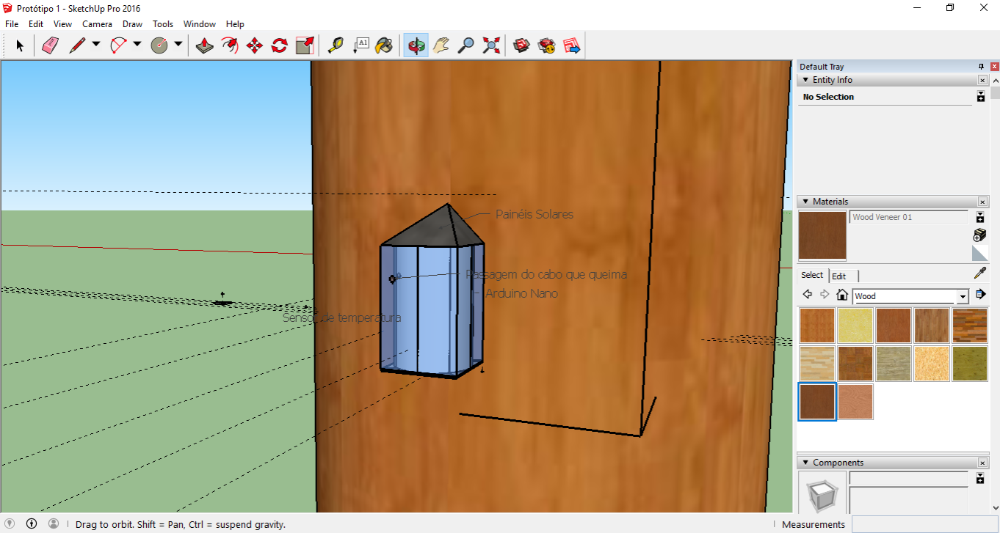 Protótipo 1 - SketchUp Pro 2016
File Edit View Camera Draw Tools Window Help
A1
Default Tray
Entity Info
No Selection
Painéis Solares
Passagem do cabo que queima
Arduino Nano
Sensor de temperatura
Materials
Wood Veneer 01
Select Edit
Wood
Components
Drag to orbit. Shift = Pan, Ctrl = suspend gravity.
Measurements